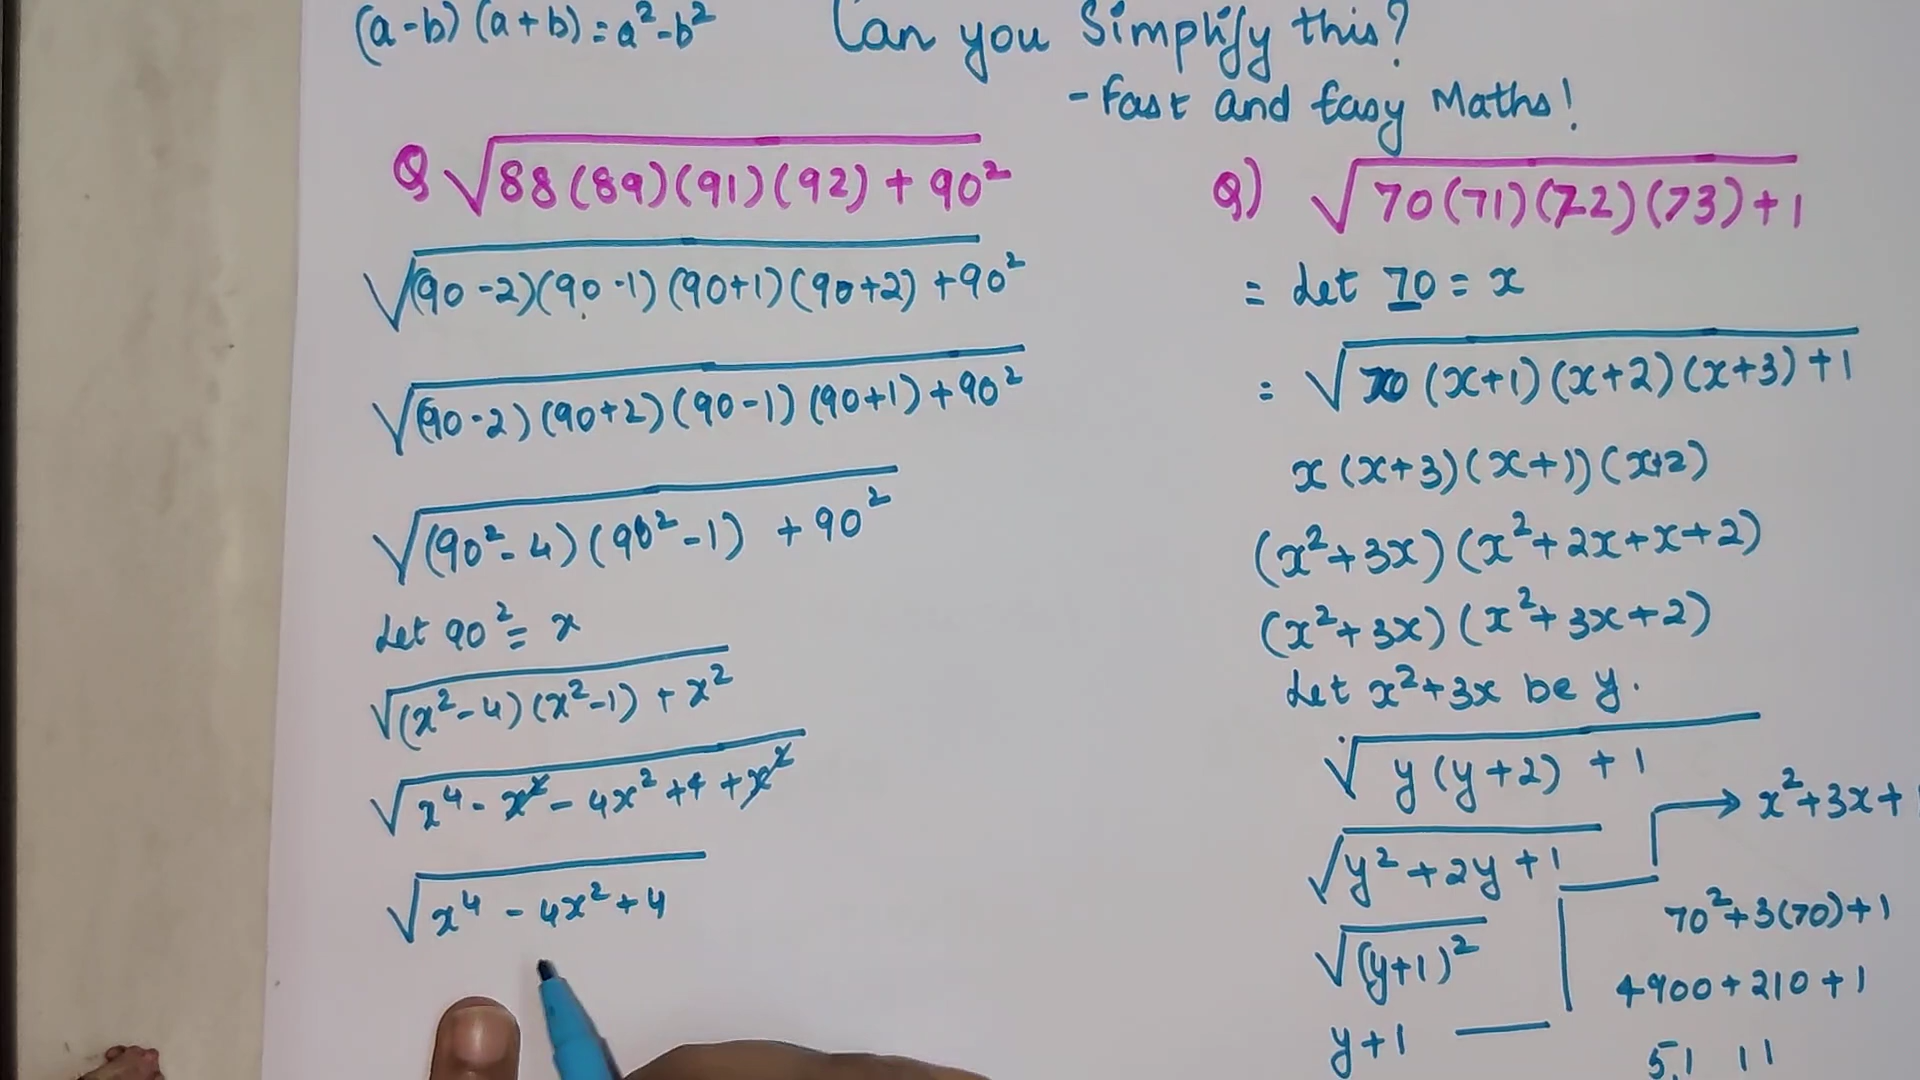 (a-b) (a+b) = a²-b²
Can you Simplify this?
- Fast and Easy Maths!
Q √88(89)(91)(92) + 90²
√(90-2)(90-1)(90+1)(90+2) + 90²
√(90-2)(90+2)(90-1)(90+1) + 90²
√(90²-4)(90²-1) + 90²
Let 90² = x
√(x²-4)(x²-1) + x²
√x⁴ - x² - 4x² + 4 + x²
√x⁴ - 4x² + 4
Q) √70(71)(72)(73)+1
= Let 70 = x
= √x(x+1)(x+2)(x+3)+1
x(x+3)(x+1)(x+2)
(x²+3x)(x²+2x+x+2)
(x²+3x)(x²+3x+2)
Let x²+3x be y.
√y(y+2) + 1
√y²+2y+1
√(y+1)²
y+1
→ x²+3x+
70²+3(70)+1
4900+210+1
5,111